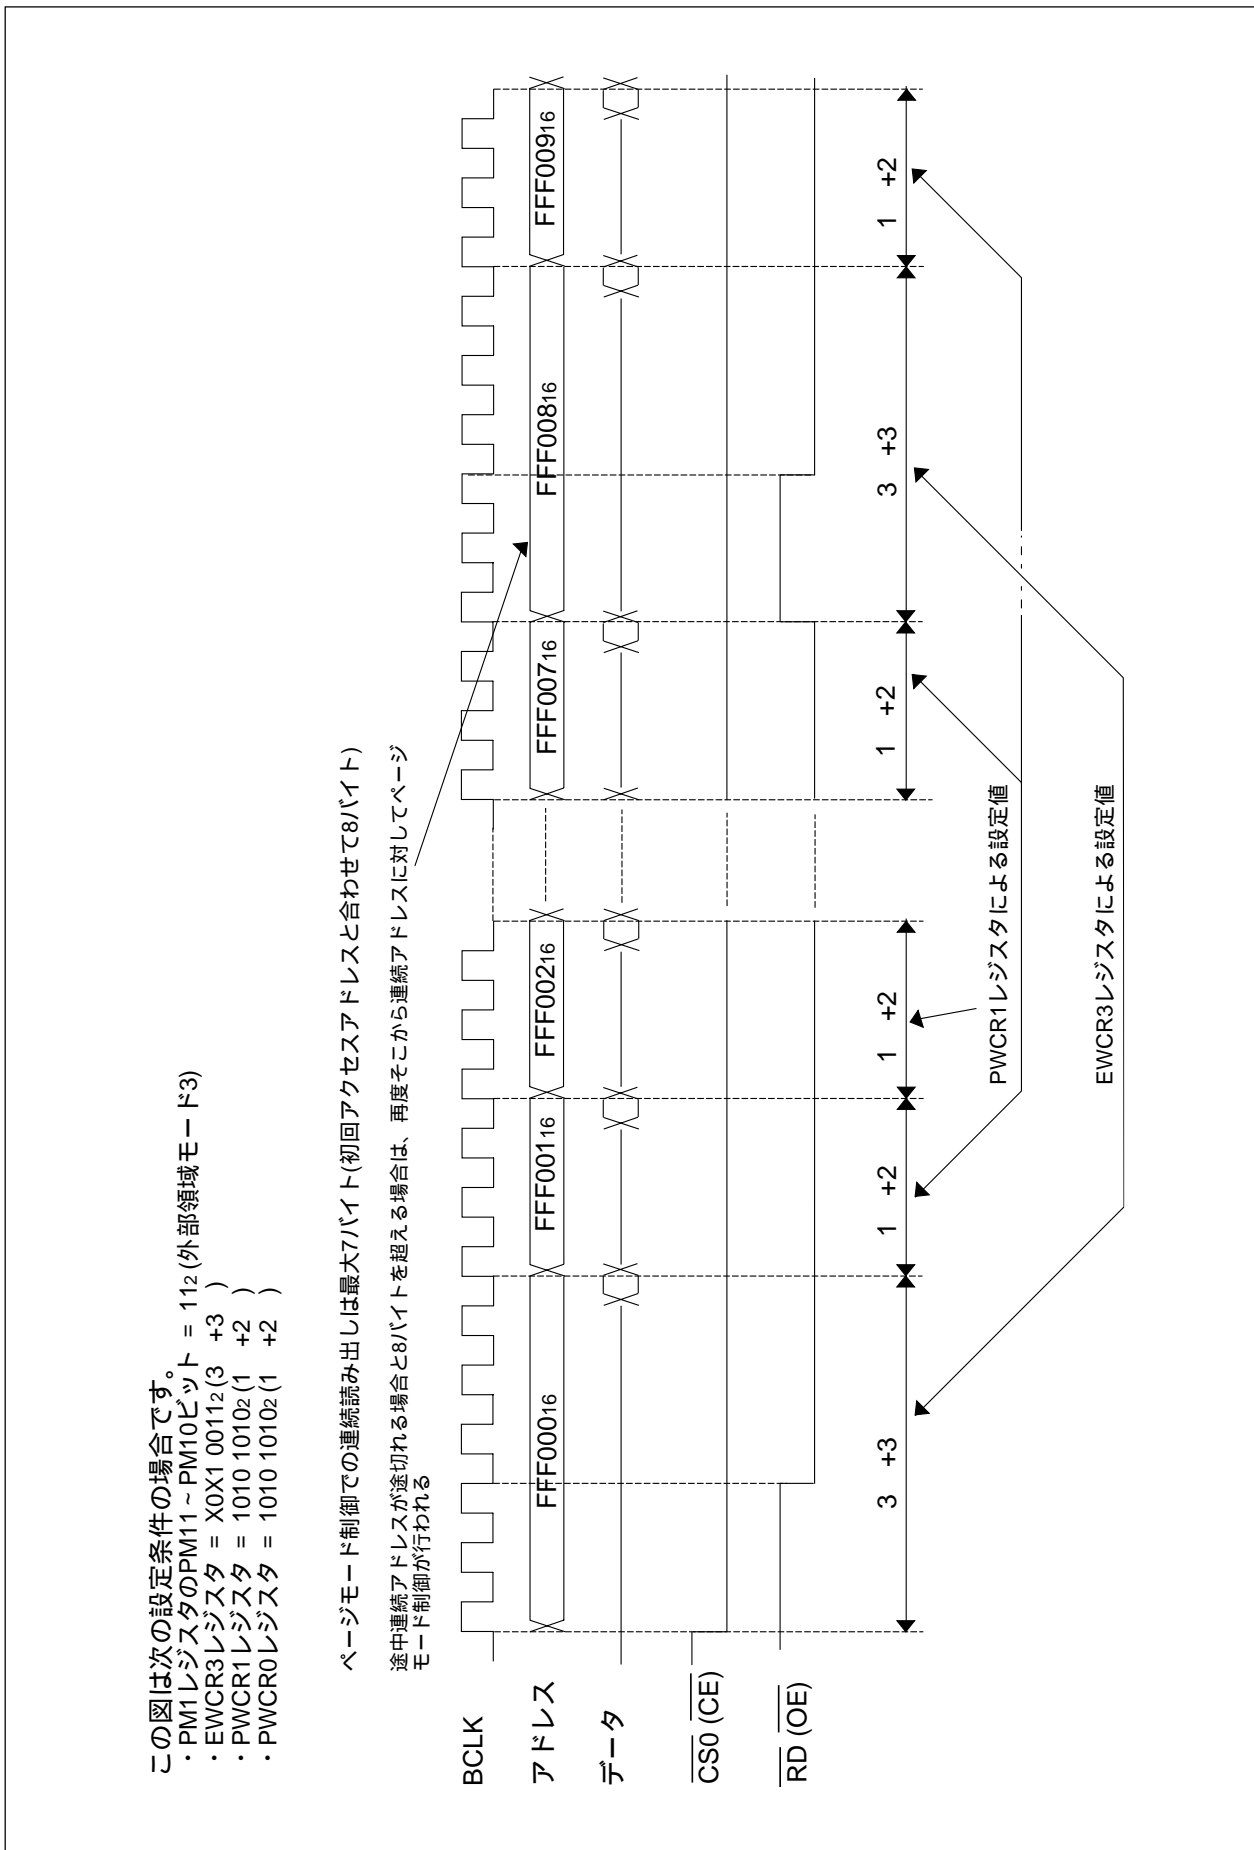 この図は次の設定条件の場合です。
・PM1レジスタのPM11～PM10ビット = 112 (外部領域モード3)
・EWCR3レジスタ = X0X1 00112 (3 +3 )
・PWCR1レジスタ = 1010 10102 (1 +2 )
・PWCR0レジスタ = 1010 10102 (1 +2 )
ページモード制御での連続読み出しは最大7バイト(初回アクセスアドレスと合わせて8バイト)
途中連続アドレスが途切れる場合と8バイトを超える場合は、再度そこから連続アドレスに対してページ
モード制御が行われる
BCLK
アドレス
FFF00016
FFF00116
FFF00216
FFF00716
FFF00816
FFF00916
データ
CS0 (CE)
RD (OE)
3 +3
1 +2
1 +2
1 +2
3 +3
1 +2
PWCR1レジスタによる設定値
EWCR3レジスタによる設定値